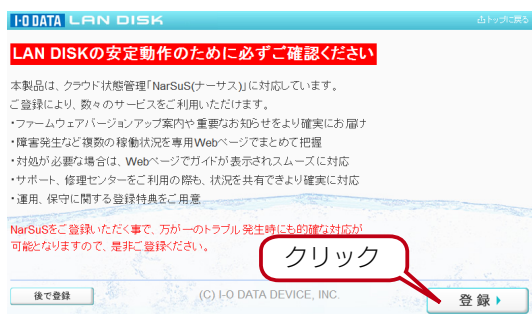 I-O DATA LAN DISK
トップに戻る
LAN DISKの安定動作のために必ずご確認ください
本製品は、クラウド状態管理「NarSuS(ナーサス)」に対応しています。
ご登録により、数々のサービスをご利用いただけます。
・ファームウェアバージョンアップ案内や重要なお知らせをより確実にお届け
・障害発生など複数の稼働状況を専用Webページでまとめて把握
・対処が必要な場合は、Webページでガイドが表示されスムーズに対応
・サポート、修理センターをご利用の際も、状況を共有できより確実に対応
・運用、保守に関する登録特典をご用意
NarSuSをご登録いただく事で、万が一のトラブル発生時にも的確な対応が
可能となりますので、是非ご登録ください。
クリック
後で登録
(C) I-O DATA DEVICE, INC.
登録